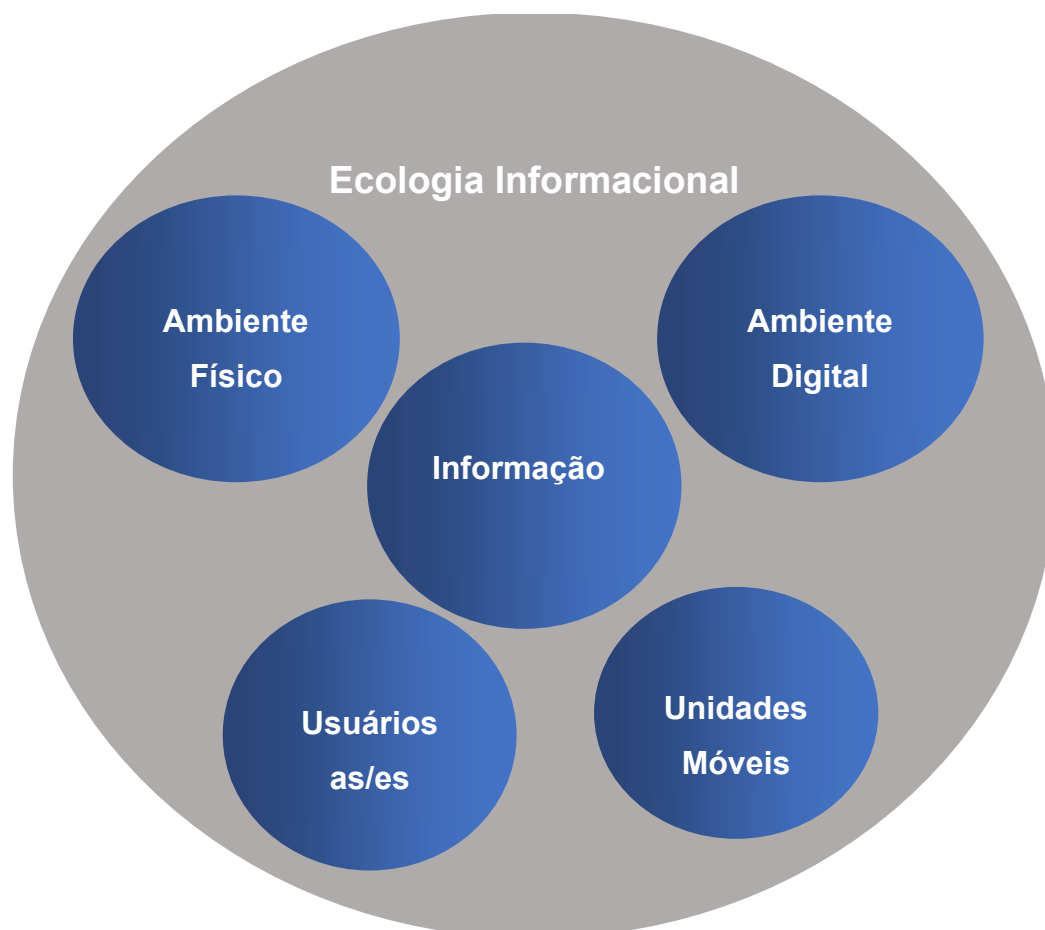 Ecologia Informacional
Ambiente
Físico
Ambiente
Digital
Informação
Usuários
as/es
Unidades
Móveis